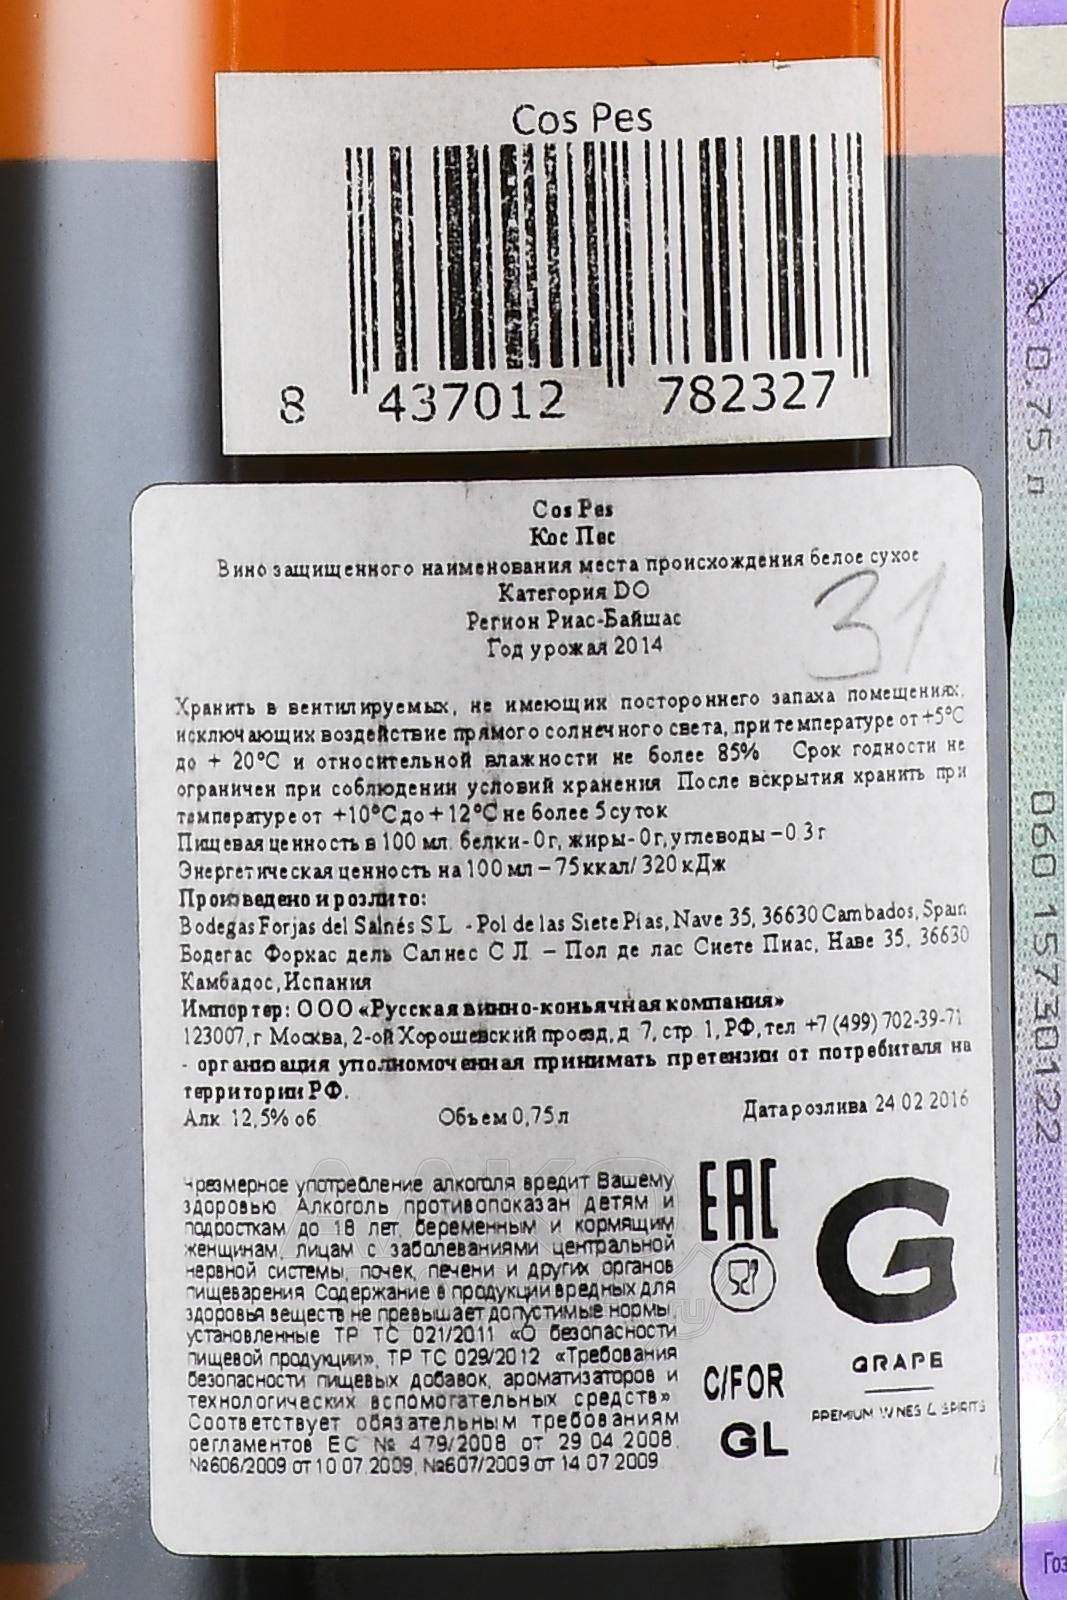 Cos Pes
8 437012 782327
Cos Pes
Кос Пес
Вино защищенного наименования места происхождения белое сухое
Категория DO
Регион Риас-Байшас
Год урожая 2014
31
Хранить в вентилируемых, не имеющих постороннего запаха помещениях,
исключающих воздействие прямого солнечного света, при температуре от +5°С
до + 20°С и относительной влажности не более 85% Срок годности не
ограничен при соблюдении условий хранения После вскрытия хранить при
температуре от +10°С до + 12°С не более 5 суток
Пищевая ценность в 100 мл. белки- 0г, жиры- 0г, углеводы – 0.3 г
Энергетическая ценность на 100 мл – 75 ккал/ 320 кДж
Произведено и розлито:
Bodegas Forjas del Salnés S L - Pol de las Siete Pias, Nave 35, 36630 Cambados, Spain
Бодегас Форхас дель Салнес С Л – Пол де лас Сиете Пиас, Наве 35, 36630
Камбадос, Испания
Импортер: ООО «Русская винно-коньячная компания»
123007, г Москва, 2-ой Хорошевский проезд, д 7, стр 1, РФ, тел +7 (499) 702-39-71
- организация уполномоченная принимать претензии от потребителя на
территории РФ.
Алк 12,5% об Объем 0,75 л Дата розлива 24 02 2016
Чрезмерное употребление алкоголя вредит Вашему
здоровью. Алкоголь противопоказан детям и
подросткам до 18 лет, беременным и кормящим
женщинам, лицам с заболеваниями центральной
нервной системы, почек, печени и других органов
пищеварения Содержание в продукции вредных для
здоровья веществ не превышает допустимые нормы,
установленные ТР ТС 021/2011 «О безопасности
пищевой продукции», ТР ТС 029/2012 «Требования
безопасности пищевых добавок, ароматизаторов и
технологических вспомогательных средств»
Соответствует обязательным требованиям
регламентов ЕС № 479/2008 от 29 04 2008,
№606/2009 от 10 07 2009, №607/2009 от 14 07 2009
EAC
C/FOR
GL
G
GRAPE
PREMIUM WINES & SPIRITS
до 0,75 л
060 157730122